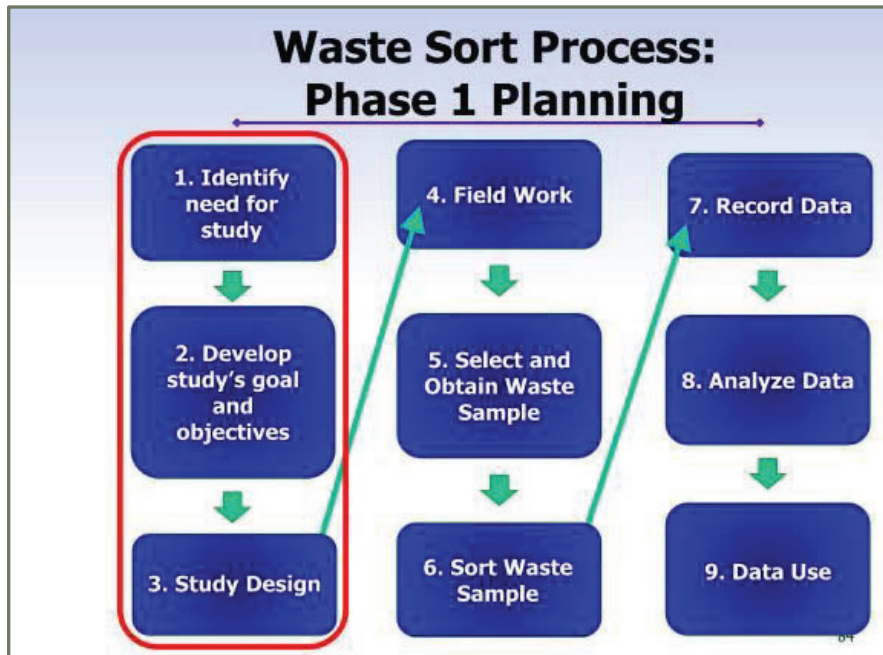 Waste Sort Process:
Phase 1 Planning
1. Identify
need for
study
2. Develop
study's goal
and
objectives
3. Study Design
4. Field Work
5. Select and
Obtain Waste
Sample
6. Sort Waste
Sample
7. Record Data
8. Analyze Data
9. Data Use